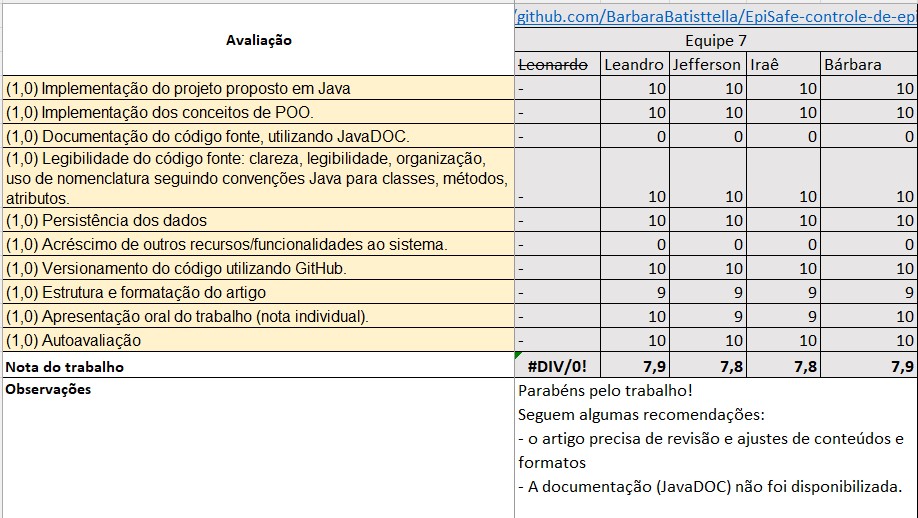 /github.com/BarbaraBatisttella/EpiSafe-controle-de-ep
Avaliação
Equipe 7
Leonardo Leandro Jefferson Iraê Bárbara
(1,0) Implementação do projeto proposto em Java - 10 10 10 10
(1,0) Implementação dos conceitos de POO. - 10 10 10 10
(1,0) Documentação do código fonte, utilizando JavaDOC. - 0 0 0 0
(1,0) Legibilidade do código fonte: clareza, legibilidade, organização,
uso de nomenclatura seguindo convenções Java para classes, métodos,
atributos. - 10 10 10 10
(1,0) Persistência dos dados - 10 10 10 10
(1,0) Acréscimo de outros recursos/funcionalidades ao sistema. - 0 0 0 0
(1,0) Versionamento do código utilizando GitHub. - 10 10 10 10
(1,0) Estrutura e formatação do artigo - 9 9 9 9
(1,0) Apresentação oral do trabalho (nota individual). - 10 9 9 10
(1,0) Autoavaliação - 10 10 10 10
Nota do trabalho #DIV/0! 7,9 7,8 7,8 7,9
Observações
Parabéns pelo trabalho!
Seguem algumas recomendações:
- o artigo precisa de revisão e ajustes de conteúdos e
formatos
- A documentação (JavaDOC) não foi disponibilizada.